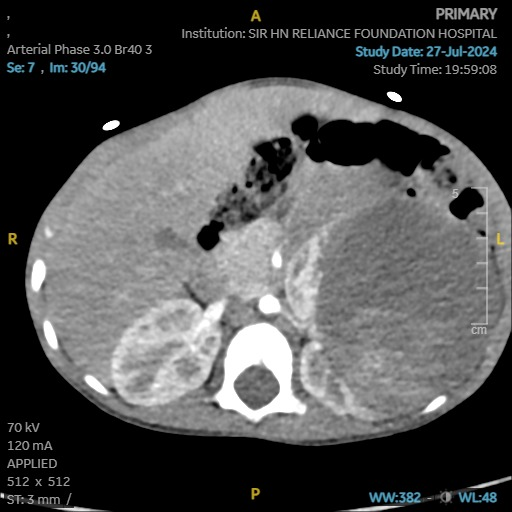 A
PRIMARY
,
Institution: SIR HN RELIANCE FOUNDATION HOSPITAL
,
Arterial Phase 3.0 Br40 3
Study Date: 27-Jul-2024
Se: 7 , Im: 30/94
Study Time: 19:59:08
5
R
L
cm
70 kV
120 mA
APPLIED
512 x 512
ST: 3 mm /
P
WW:382 - WL:48